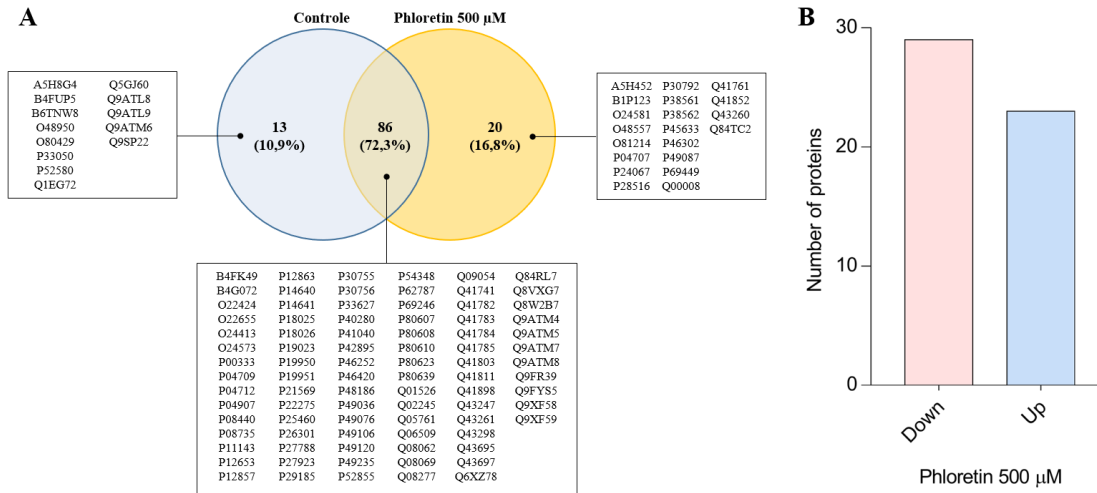 A
Controle
Phloretin 500 µM
13
(10,9%)
86
(72,3%)
20
(16,8%)
A5H8G4 Q5GJ60
B4FUP5 Q9ATL8
B6TNW8 Q9ATL9
O48950 Q9ATM6
O80429 Q9SP22
P33050
P52580
Q1EG72
A5H452 P30792 Q41761
B1P123 P38561 Q41852
O24581 P38562 Q43260
O48557 P45633 Q84TC2
O81214 P46302
P04707 P49087
P24067 P69449
P28516 Q00008
B4FK49 P12863 P30755 P54348 Q09054 Q84RL7
B4G072 P14640 P30756 P62787 Q41741 Q8VXG7
O22424 P14641 P33627 P69246 Q41782 Q8W2B7
O22655 P18025 P40280 P80607 Q41783 Q9ATM4
O24413 P18026 P41040 P80608 Q41784 Q9ATM5
O24573 P19023 P42895 P80610 Q41785 Q9ATM7
P00333 P19950 P46252 P80623 Q41803 Q9ATM8
P04709 P19951 P46420 P80639 Q41811 Q9FR39
P04712 P21569 P48186 Q01526 Q41898 Q9FYS5
P04907 P22275 P49036 Q02245 Q43247 Q9XF58
P08440 P25460 P49076 Q05761 Q43261 Q9XF59
P08735 P26301 P49106 Q06509 Q43298
P11143 P27788 P49120 Q08062 Q43695
P12653 P27923 P49235 Q08069 Q43697
P12857 P29185 P52855 Q08277 Q6XZ78
B
Number of proteins
30
20
10
0
Down
Up
Phloretin 500 µM